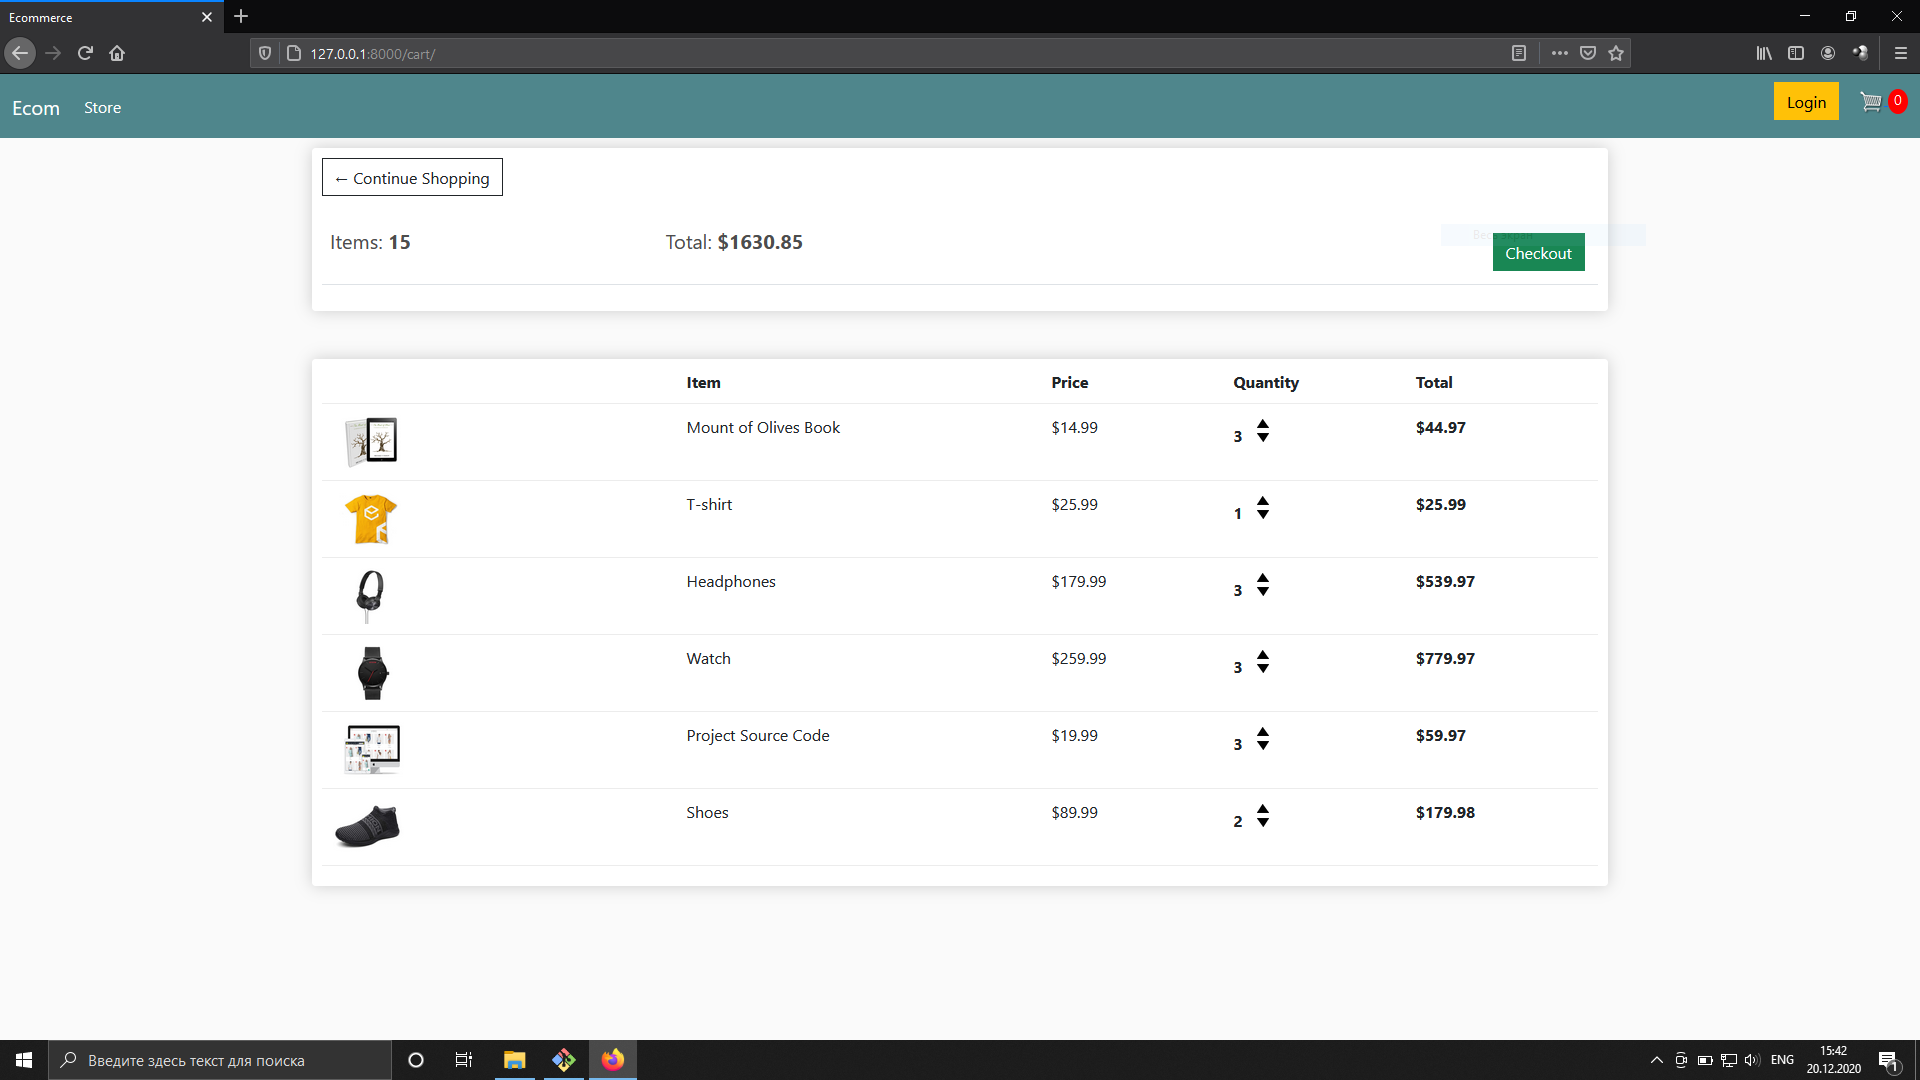 Ecommerce
127.0.0.1:8000/cart/
Ecom Store Login 0
← Continue Shopping
Items: 15 Total: $1630.85
Checkout
Item Price Quantity Total
Mount of Olives Book $14.99 3 $44.97
T-shirt $25.99 1 $25.99
Headphones $179.99 3 $539.97
Watch $259.99 3 $779.97
Project Source Code $19.99 3 $59.97
Shoes $89.99 2 $179.98
Введите здесь текст для поиска
ENG
15:42
20.12.2020
1